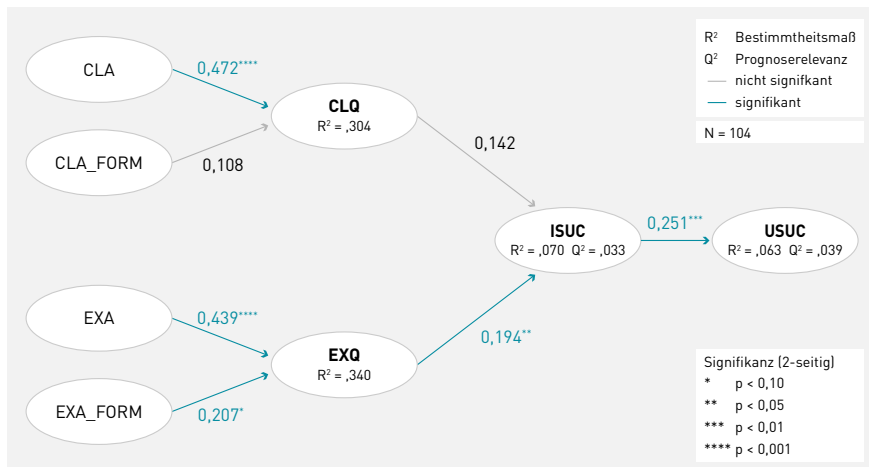 CLA
0,472****
CLA_FORM
0,108
CLQ
R² = ,304
0,142
EXA
0,439****
EXA_FORM
0,207*
EXQ
R² = ,340
0,194**
ISUC
R² = ,070 Q² = ,033
0,251***
USUC
R² = ,063 Q² = ,039
R² Bestimmtheitsmaß
Q² Prognoserelevanz
nicht signifkant
signifikant
N = 104
Signifikanz (2-seitig)
* p < 0,10
** p < 0,05
*** p < 0,01
**** p < 0,001